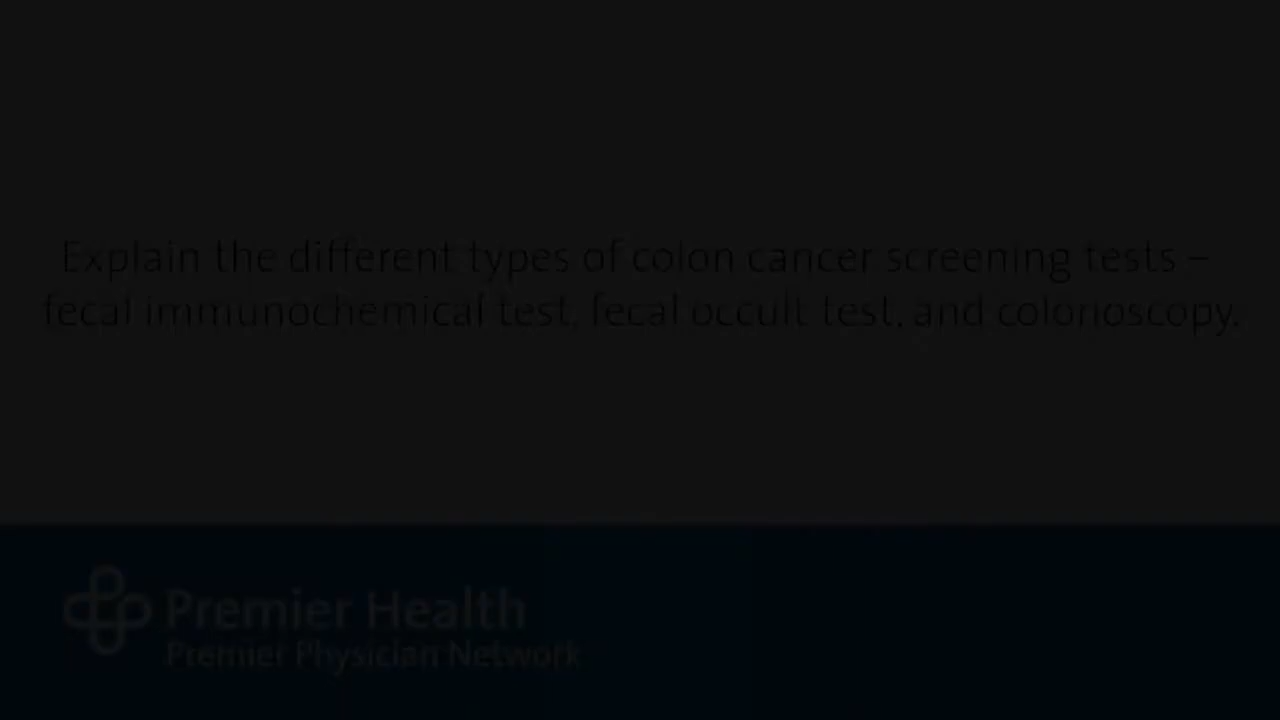 Explain the different types of colon cancer screening tests –
fecal immunochemical test, fecal occult test, and colonoscopy.
Premier Health
Premier Physician Network